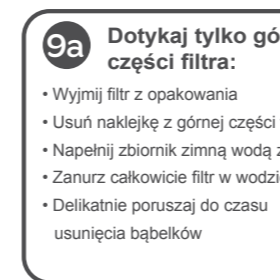 9a
Dotykaj tylko gó
części filtra:
• Wyjmij filtr z opakowania
• Usuń naklejkę z górnej części
• Napełnij zbiornik zimną wodą z
• Zanurz całkowicie filtr w wodzi
• Delikatnie poruszaj do czasu
usunięcia bąbelków